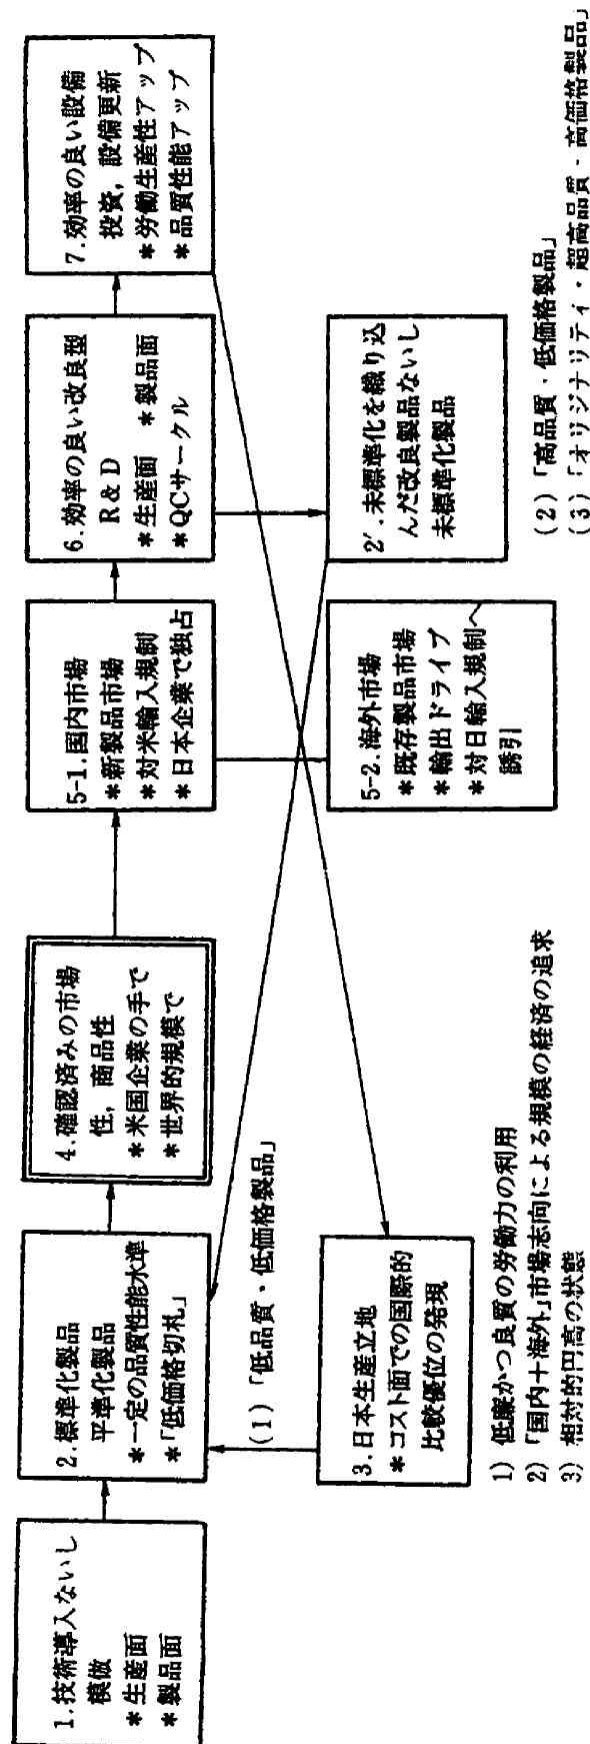 1.技術導入ないし
模倣
*生産面
*製品面
2.標準化製品
平準化製品
*一定の品質性能水準
*「低価格切札」
(1)「低品質・低価格製品」
3.日本生産立地
*コスト面での国際的
比較優位の発現
1) 低廉かつ良質の労働力の利用
2)「国内+海外」市場志向による規模の経済の追求
3) 相対的円高の状態
4.確認済みの市場
性,商品性
*米国企業の手で
*世界的規模で
5-1.国内市場
*新製品市場
*対米輸入規制
*日本企業で独占
5-2.海外市場
*既存製品市場
*輸出ドライブ
*対日輸入規制へ
誘引
6.効率の良い改良型
R&D
*生産面 *製品面
*QCサークル
2′.未標準化を織り込
んだ改良製品ないし
未標準化製品
7.効率の良い設備
投資,設備更新
*労働生産性アップ
*品質性能アップ
(2)「高品質・低価格製品」
(3)「オリジナリティ・超高品質・高価格製品」